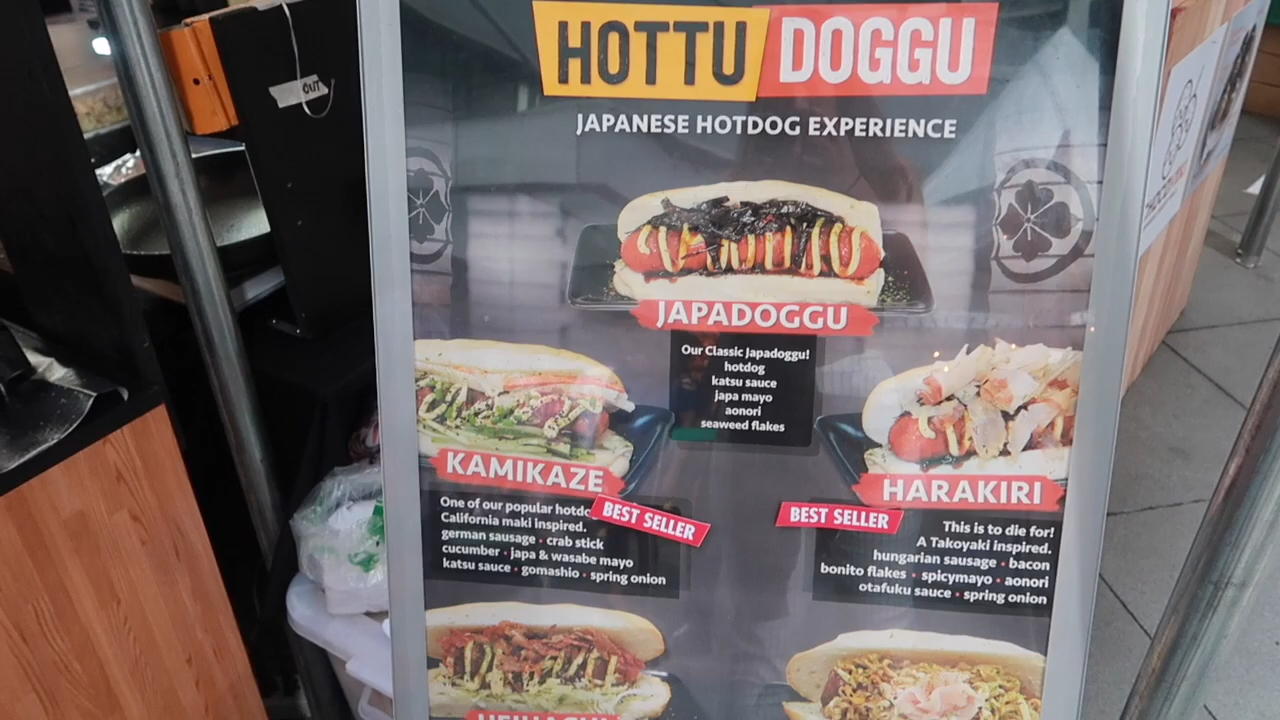 OUT
HOTTU DOGGU
JAPANESE HOTDOG EXPERIENCE
JAPADOGGU
Our Classic Japadoggu!
hotdog
katsu sauce
japa mayo
aonori
seaweed flakes
KAMIKAZE
One of our popular
BEST SELLER
California maki inspired.
german sausage • crab stick
cucumber • japa & wasabe mayo
katsu sauce • gomashio • spring onion
HARAKIRI
BEST SELLER
This is to die for!
A Takoyaki inspired.
hungarian sausage • bacon
bonito flakes • spicymayo • aonori
otafuku sauce • spring onion